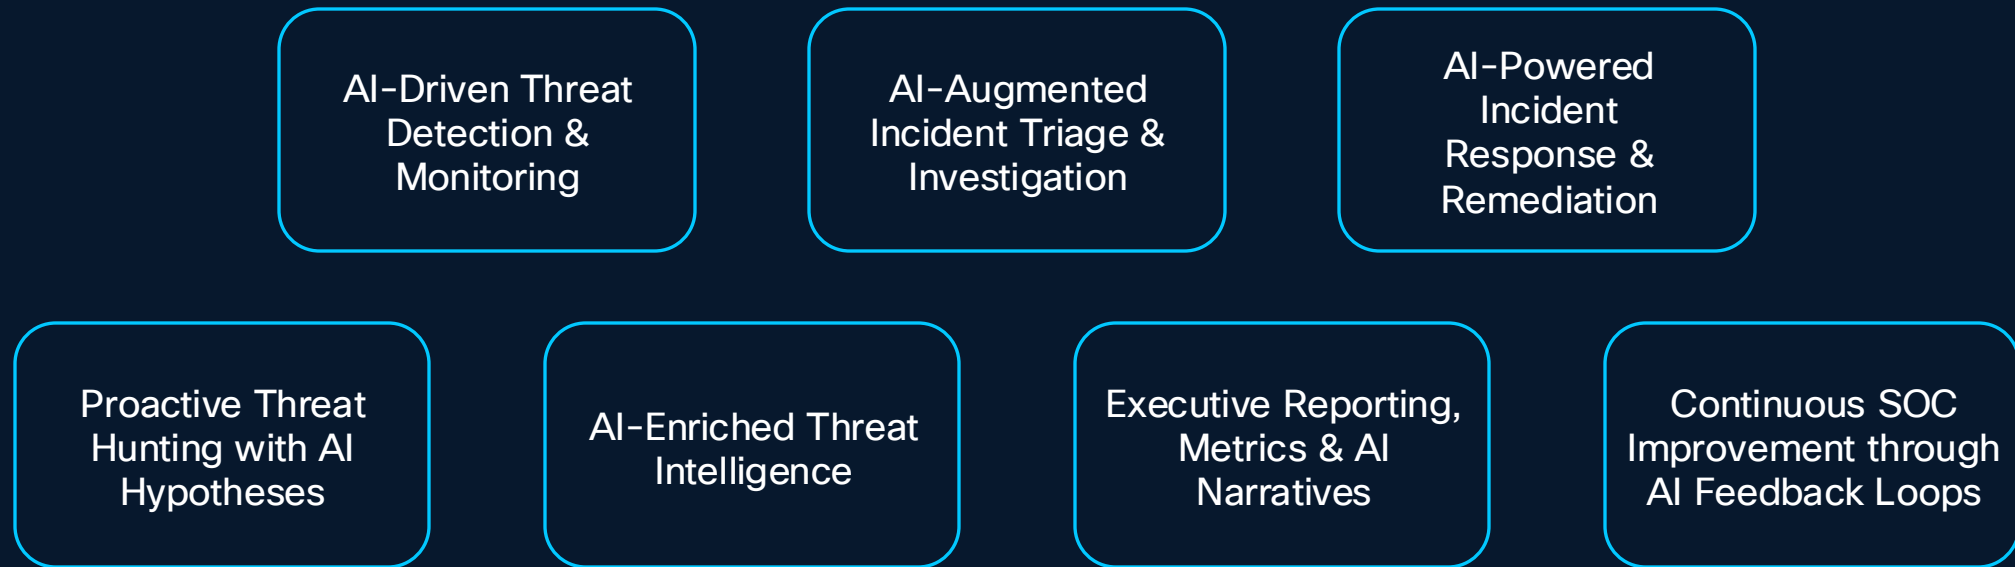 AI-Driven Threat
Detection &
Monitoring
AI-Augmented
Incident Triage &
Investigation
AI-Powered
Incident
Response &
Remediation
Proactive Threat
Hunting with AI
Hypotheses
AI-Enriched Threat
Intelligence
Executive Reporting,
Metrics & AI
Narratives
Continuous SOC
Improvement through
AI Feedback Loops